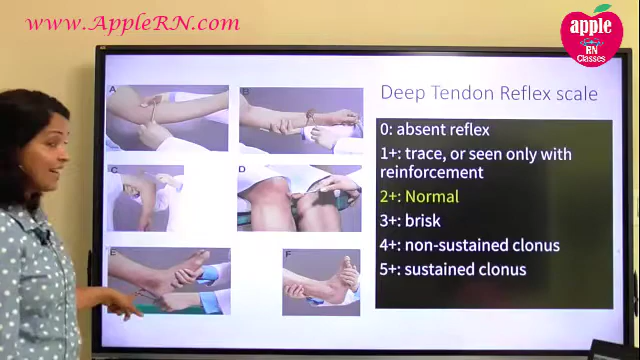 www.AppleRN.com
apple
RN
Classes
A
B
C
D
E
F
Deep Tendon Reflex scale
0: absent reflex
1+: trace, or seen only with
reinforcement
2+: Normal
3+: brisk
4+: non-sustained clonus
5+: sustained clonus